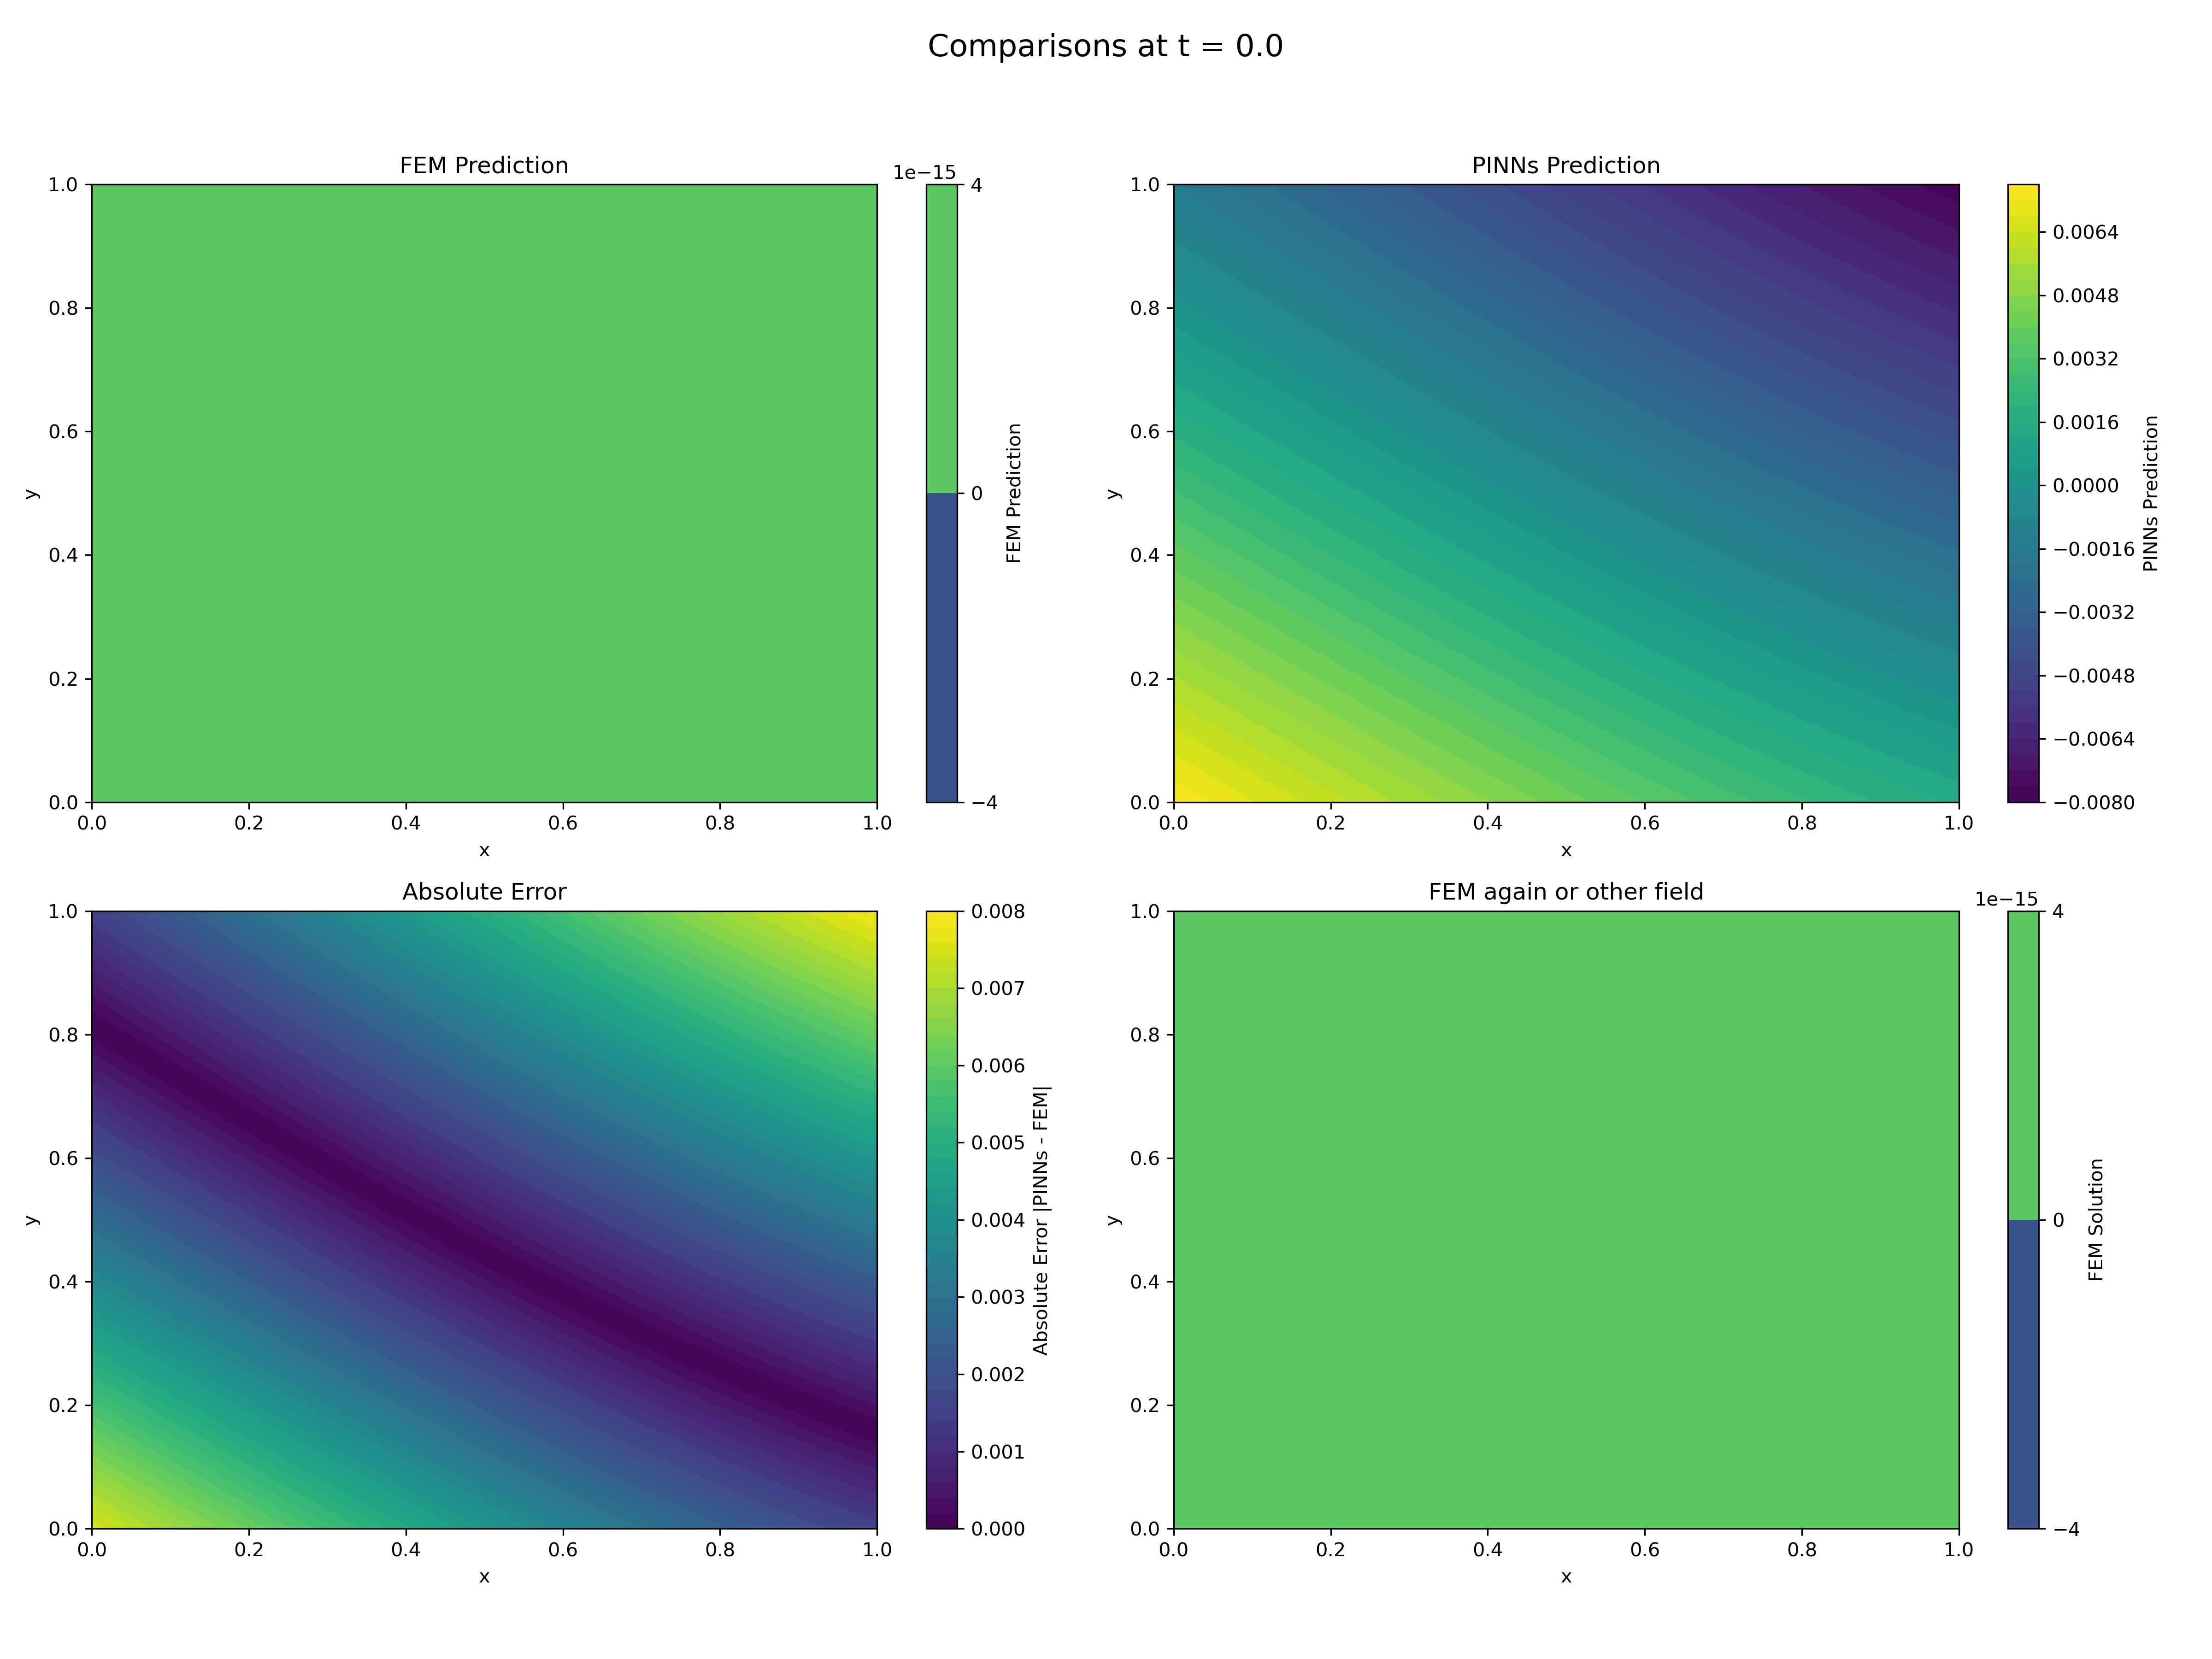 Comparisons at t = 0.0
FEM Prediction
1e−15
1.0
0.8
0.6
0.4
0.2
0.0
y
0.0 0.2 0.4 0.6 0.8 1.0
x
4
0
−4
FEM Prediction
PINNs Prediction
1.0
0.8
0.6
0.4
0.2
0.0
y
0.0 0.2 0.4 0.6 0.8 1.0
x
0.0064
0.0048
0.0032
0.0016
0.0000
−0.0016
−0.0032
−0.0048
−0.0064
−0.0080
PINNs Prediction
Absolute Error
1.0
0.8
0.6
0.4
0.2
0.0
y
0.0 0.2 0.4 0.6 0.8 1.0
x
0.008
0.007
0.006
0.005
0.004
0.003
0.002
0.001
0.000
Absolute Error |PINNs - FEM|
FEM again or other field
1e−15
1.0
0.8
0.6
0.4
0.2
0.0
y
0.0 0.2 0.4 0.6 0.8 1.0
x
4
0
−4
FEM Solution